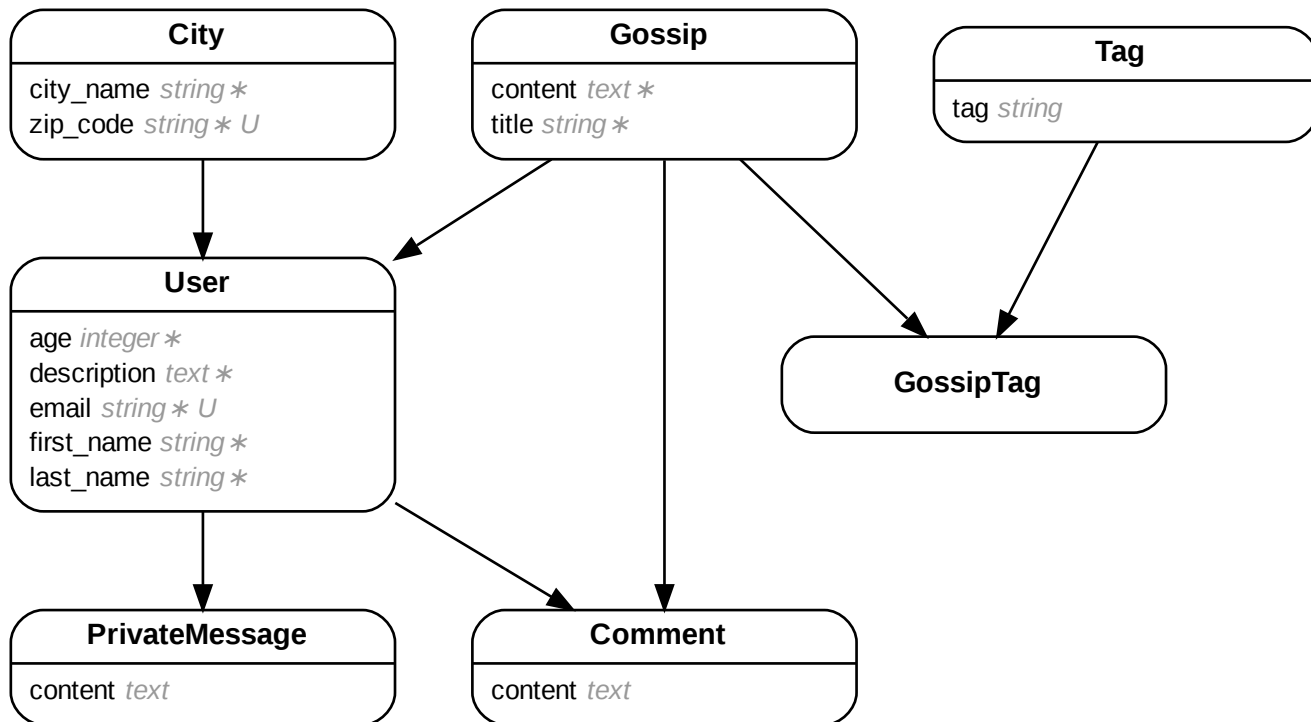 City
city_name string ∗
zip_code string ∗ U
Gossip
content text ∗
title string ∗
Tag
tag string
User
age integer ∗
description text ∗
email string ∗ U
first_name string ∗
last_name string ∗
GossipTag
PrivateMessage
content text
Comment
content text